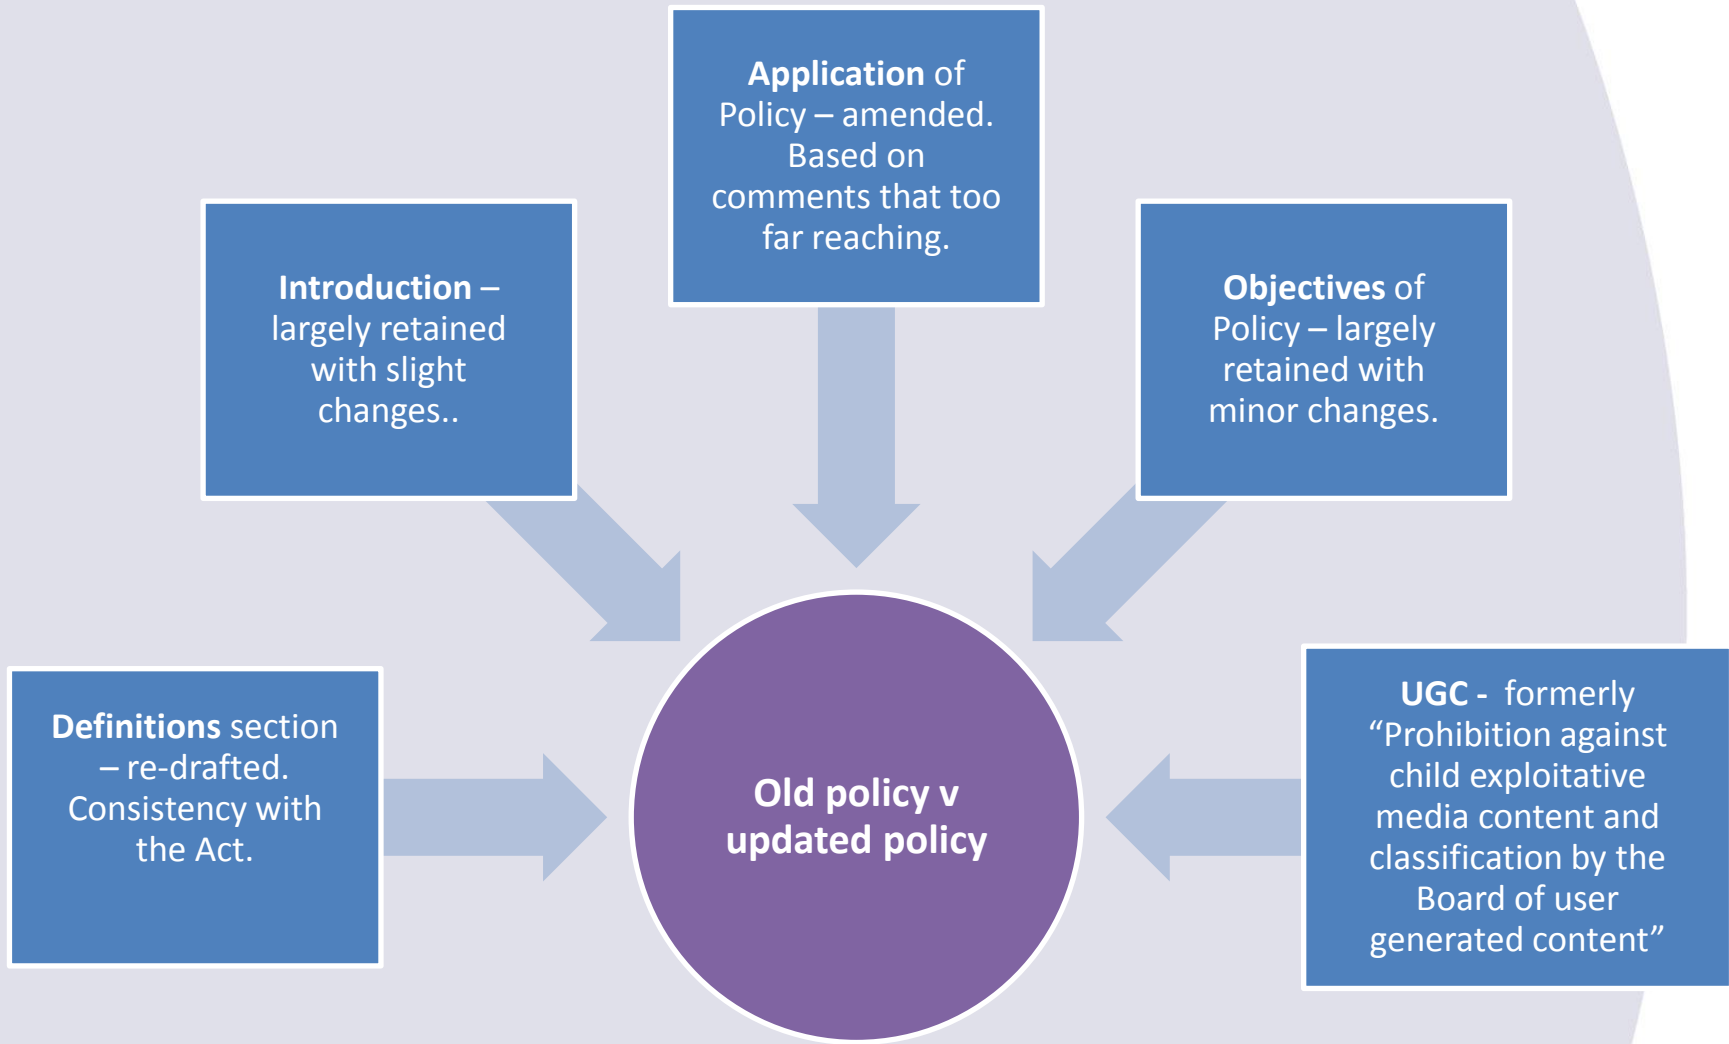 Application of
Policy – amended.
Based on
comments that too
far reaching.
Introduction –
largely retained
with slight
changes..
Objectives of
Policy – largely
retained with
minor changes.
Definitions section
– re-drafted.
Consistency with
the Act.
Old policy v
updated policy
UGC - formerly
“Prohibition against
child exploitative
media content and
classification by the
Board of user
generated content”